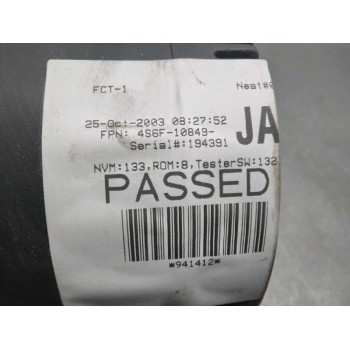 FCT-1 Nest#
25-Oct-2003 08:27:52
FPN: 4S6F-10849- JA
Serial#:194391
NVM:133,ROM:8,TesterSW:132
PASSED
*941412*